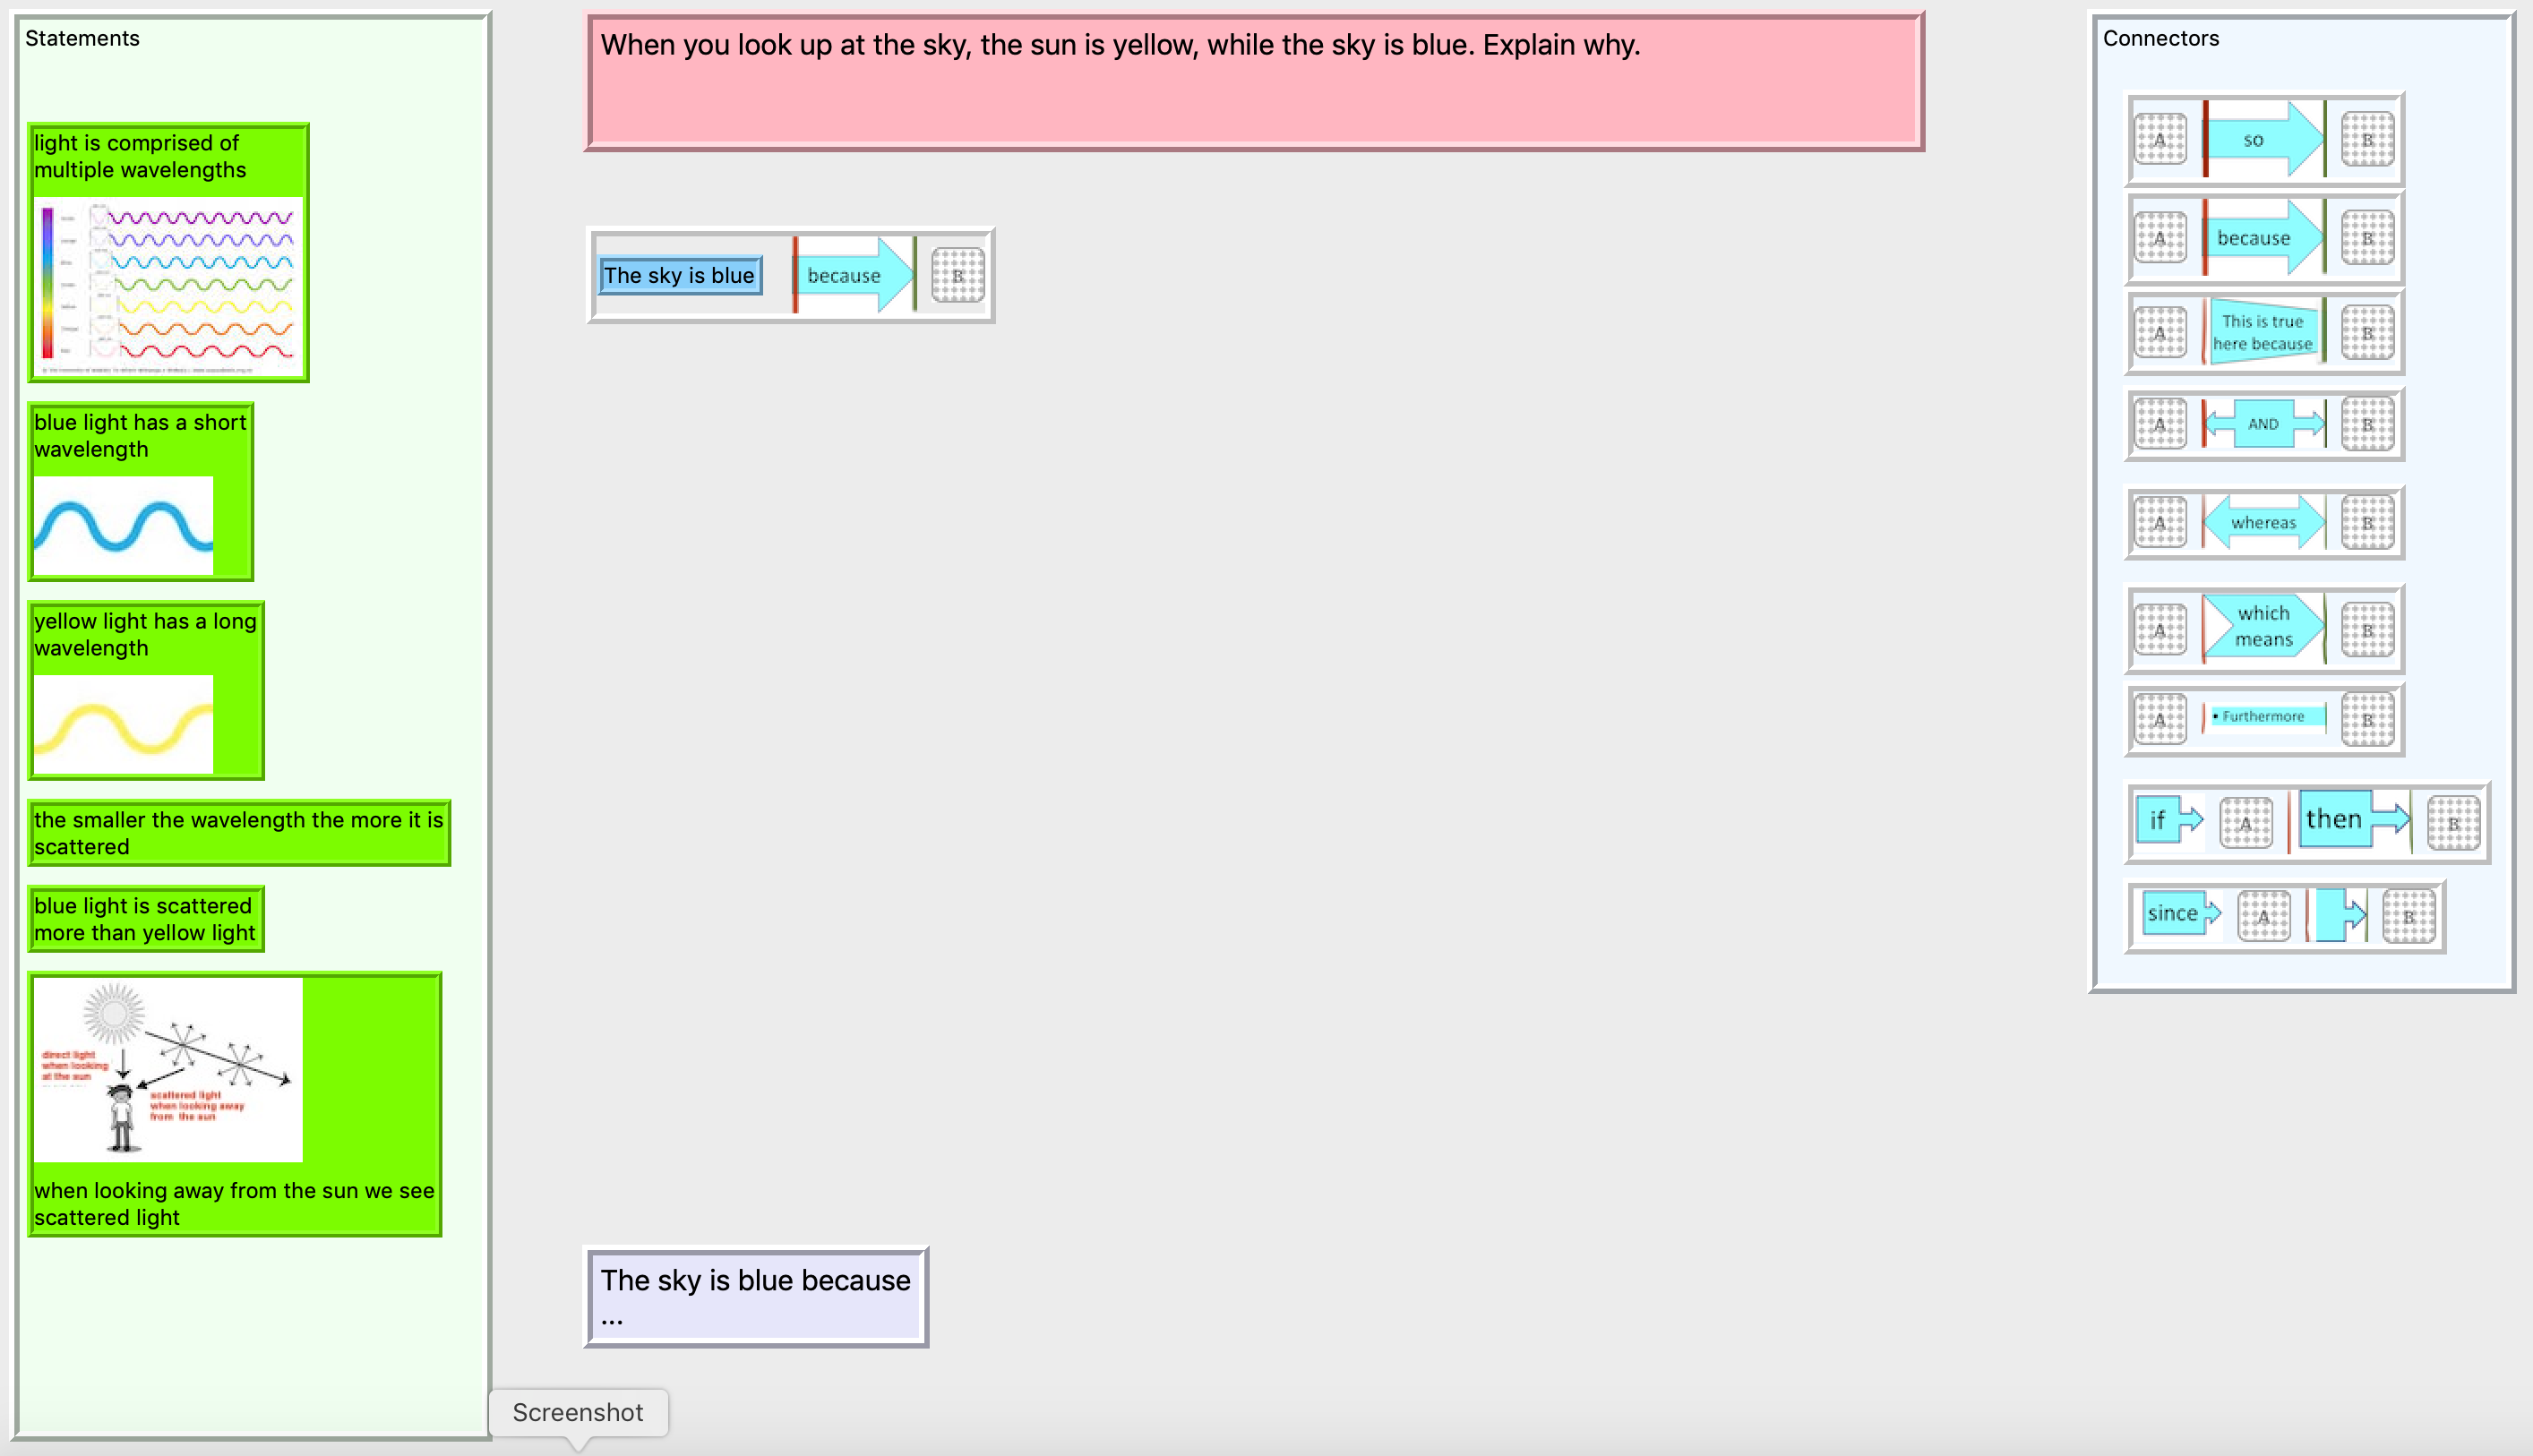 Statements
light is comprised of
multiple wavelengths
blue light has a short
wavelength
yellow light has a long
wavelength
the smaller the wavelength the more it is
scattered
blue light is scattered
more than yellow light
direct light
when looking
at the sun
scattered light
when looking away
from the sun
when looking away from the sun we see
scattered light
When you look up at the sky, the sun is yellow, while the sky is blue. Explain why.
The sky is blue because B
The sky is blue because
...
Screenshot
Connectors
A so B
A because B
A This is true
here because B
A AND B
A whereas B
A which
means B
A • Furthermore B
if A then B
since A B